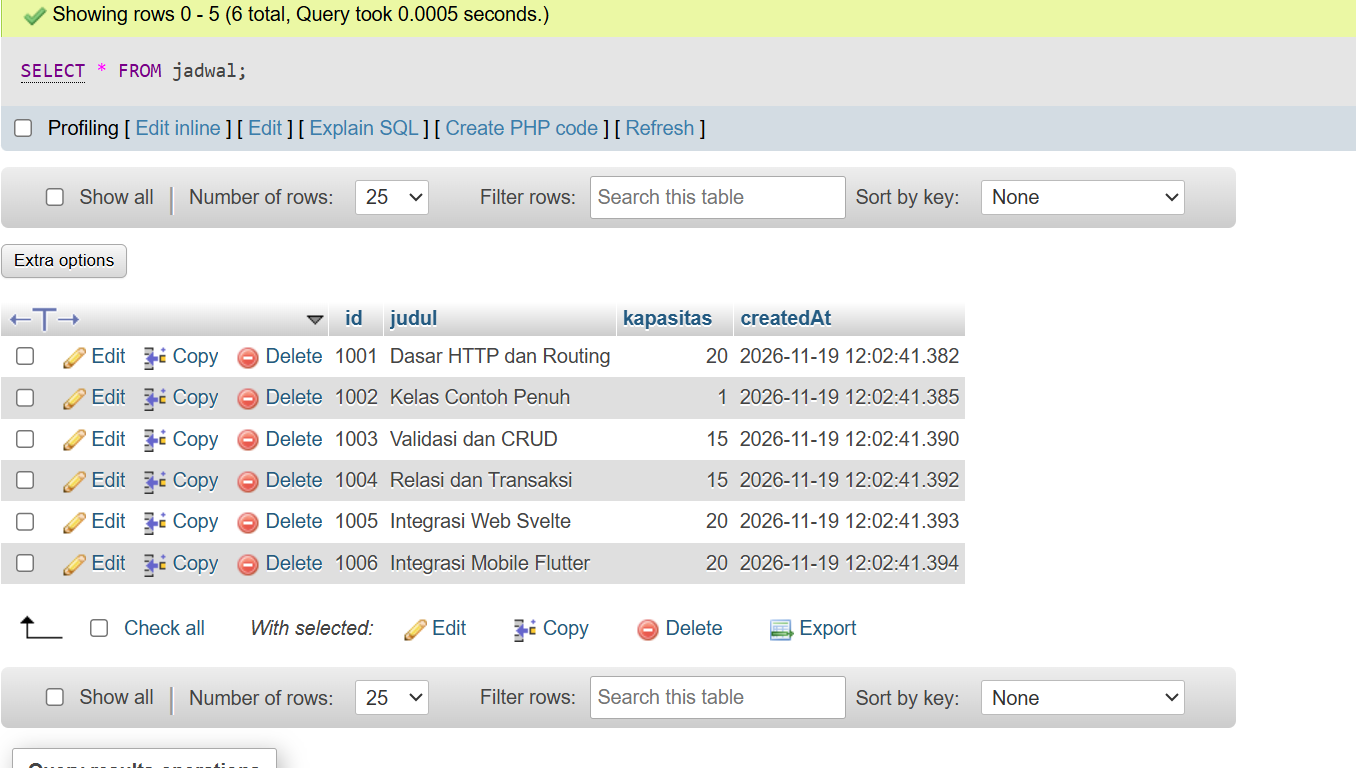 Showing rows 0 - 5 (6 total, Query took 0.0005 seconds.)
SELECT * FROM jadwal;
Profiling [ Edit inline ] [ Edit ] [ Explain SQL ] [ Create PHP code ] [ Refresh ]
Show all Number of rows: 25 Filter rows: Search this table Sort by key: None
Extra options
id judul kapasitas createdAt
Edit Copy Delete 1001 Dasar HTTP dan Routing 20 2026-11-19 12:02:41.382
Edit Copy Delete 1002 Kelas Contoh Penuh 1 2026-11-19 12:02:41.385
Edit Copy Delete 1003 Validasi dan CRUD 15 2026-11-19 12:02:41.390
Edit Copy Delete 1004 Relasi dan Transaksi 15 2026-11-19 12:02:41.392
Edit Copy Delete 1005 Integrasi Web Svelte 20 2026-11-19 12:02:41.393
Edit Copy Delete 1006 Integrasi Mobile Flutter 20 2026-11-19 12:02:41.394
Check all With selected: Edit Copy Delete Export
Show all Number of rows: 25 Filter rows: Search this table Sort by key: None
Query results operations